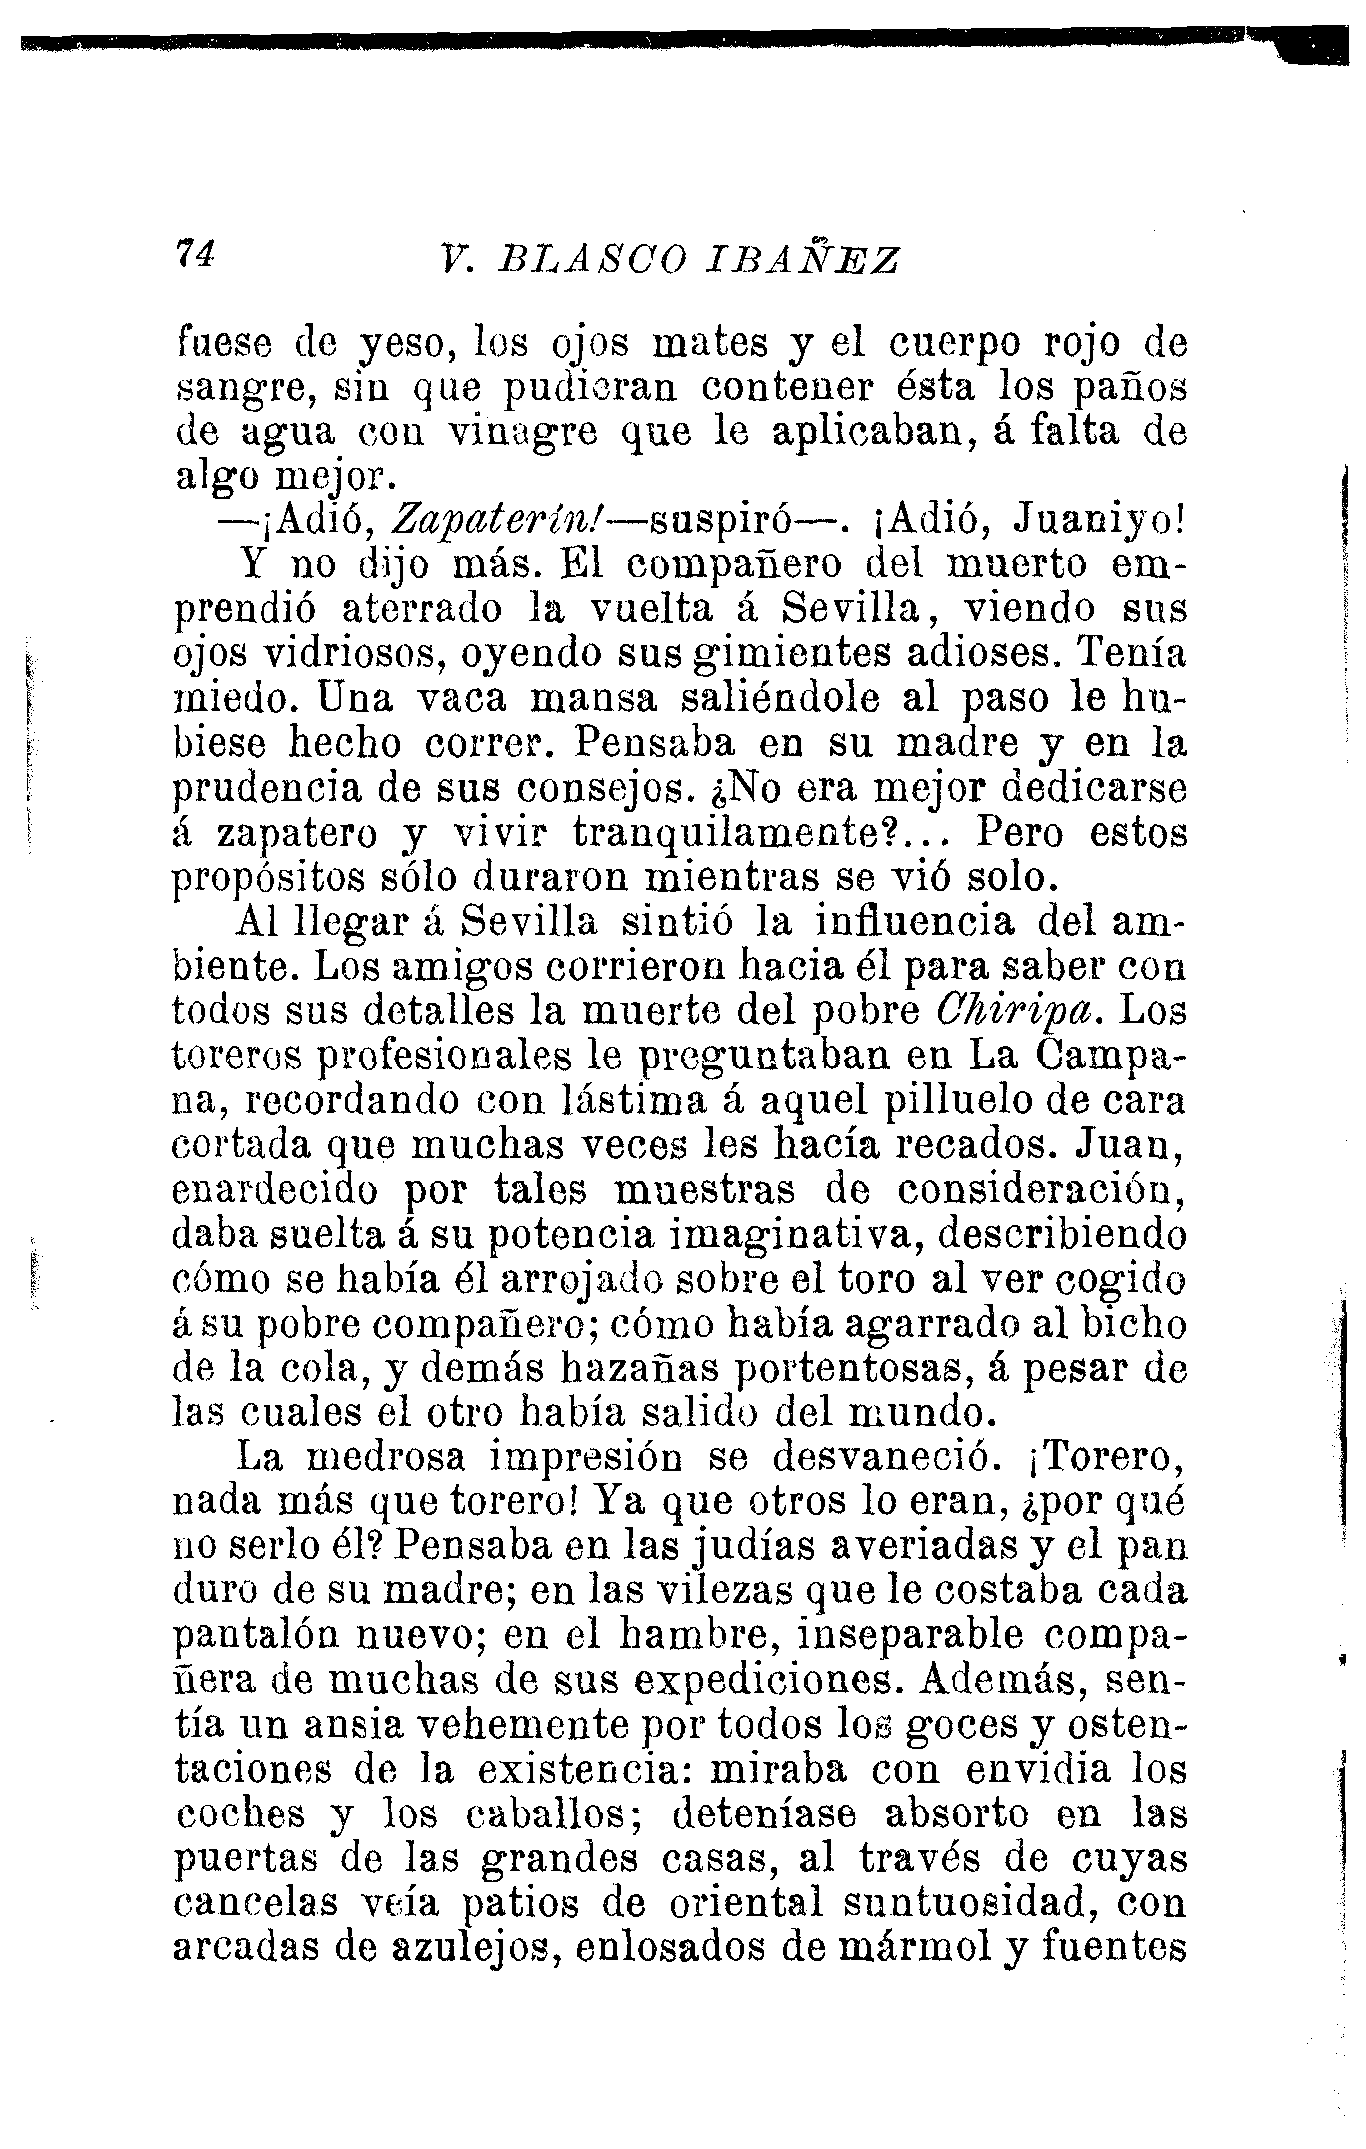 74 V. BLASCO IBAÑEZ
fuese de yeso, los ojos mates y el cuerpo rojo de
sangre, sin que pudieran contener ésta los paños
de agua con vinagre que le aplicaban, á falta de
algo mejor.
—¡Adió, Zapaterín!—suspiró—. ¡Adió, Juaniyo!
Y no dijo más. El compañero del muerto em-
prendió aterrado la vuelta á Sevilla, viendo sus
ojos vidriosos, oyendo sus gimientes adioses. Tenía
miedo. Una vaca mansa saliéndole al paso le hu-
biese hecho correr. Pensaba en su madre y en la
prudencia de sus consejos. ¿No era mejor dedicarse
á zapatero y vivir tranquilamente?... Pero estos
propósitos sólo duraron mientras se vió solo.
Al llegar á Sevilla sintió la influencia del am-
biente. Los amigos corrieron hacia él para saber con
todos sus detalles la muerte del pobre Chiripa. Los
toreros profesionales le preguntaban en La Campa-
na, recordando con lástima á aquel pilluelo de cara
cortada que muchas veces les hacía recados. Juan,
enardecido por tales muestras de consideración,
daba suelta á su potencia imaginativa, describiendo
cómo se había él arrojado sobre el toro al ver cogido
á su pobre compañero; cómo había agarrado al bicho
de la cola, y demás hazañas portentosas, á pesar de
las cuales el otro había salido del mundo.
La medrosa impresión se desvaneció. ¡Torero,
nada más que torero! Ya que otros lo eran, ¿por qué
no serlo él? Pensaba en las judías averiadas y el pan
duro de su madre; en las vilezas que le costaba cada
pantalón nuevo; en el hambre, inseparable compa-
ñera de muchas de sus expediciones. Además, sen-
tía un ansia vehemente por todos los goces y osten-
taciones de la existencia: miraba con envidia los
coches y los caballos; deteníase absorto en las
puertas de las grandes casas, al través de cuyas
cancelas veía patios de oriental suntuosidad, con
arcadas de azulejos, enlosados de mármol y fuentes